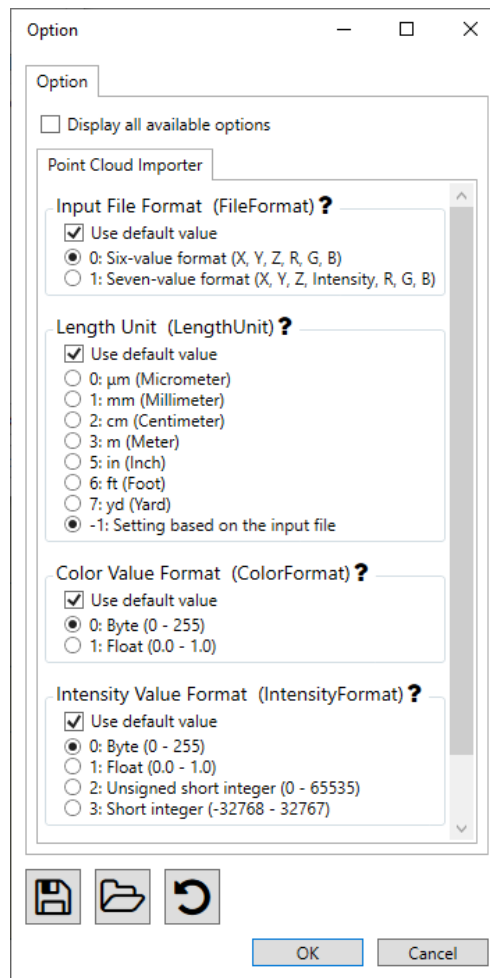 Option
Option
Display all available options
Point Cloud Importer
Input File Format (FileFormat) ?
Use default value
0: Six-value format (X, Y, Z, R, G, B)
1: Seven-value format (X, Y, Z, Intensity, R, G, B)
Length Unit (LengthUnit) ?
Use default value
0: µm (Micrometer)
1: mm (Millimeter)
2: cm (Centimeter)
3: m (Meter)
5: in (Inch)
6: ft (Foot)
7: yd (Yard)
-1: Setting based on the input file
Color Value Format (ColorFormat) ?
Use default value
0: Byte (0 - 255)
1: Float (0.0 - 1.0)
Intensity Value Format (IntensityFormat) ?
Use default value
0: Byte (0 - 255)
1: Float (0.0 - 1.0)
2: Unsigned short integer (0 - 65535)
3: Short integer (-32768 - 32767)
OK Cancel